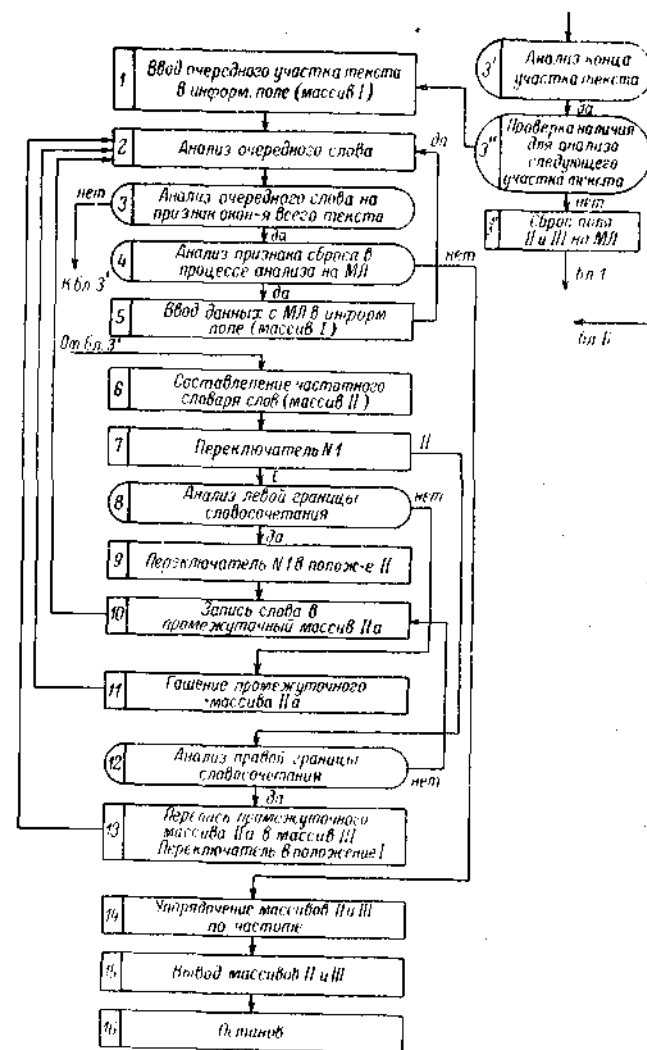 1
Ввод очередного участка текста
в информ. поле (массив I)
2
Анализ очередного слова
да
нет
3
Анализ очередного слова на
признак окон-я всего текста
К бл 3'
да
4
Анализ признака сброса в
процессе анализа на МЛ
нет
да
5
Ввод данных с МЛ в информ
поле (массив I)
От бл. 3'
6
Составление частотного
словаря слов (массив II)
7
Переключатель N1
II
I
8
Анализ левой границы
словосочетания
нет
да
9
Переключатель N1 в полож-е II
10
Запись слова в
промежуточный массив IIа
11
Гашение промежуточного
массива IIа
12
Анализ правой границы
словосочетания
нет
да
13
Перепись промежуточного
массива IIа в массив III
Переключатель в положение I
14
Упорядочение массивов II и III
по частоте
15
Вывод массивов II и III
16
Останов
3'
Анализ конца
участка текста
да
3"
Проверка наличия
для анализа
следующего
участка текста
нет
Сброс поля
II и III на МЛ
бл 1
бл 6